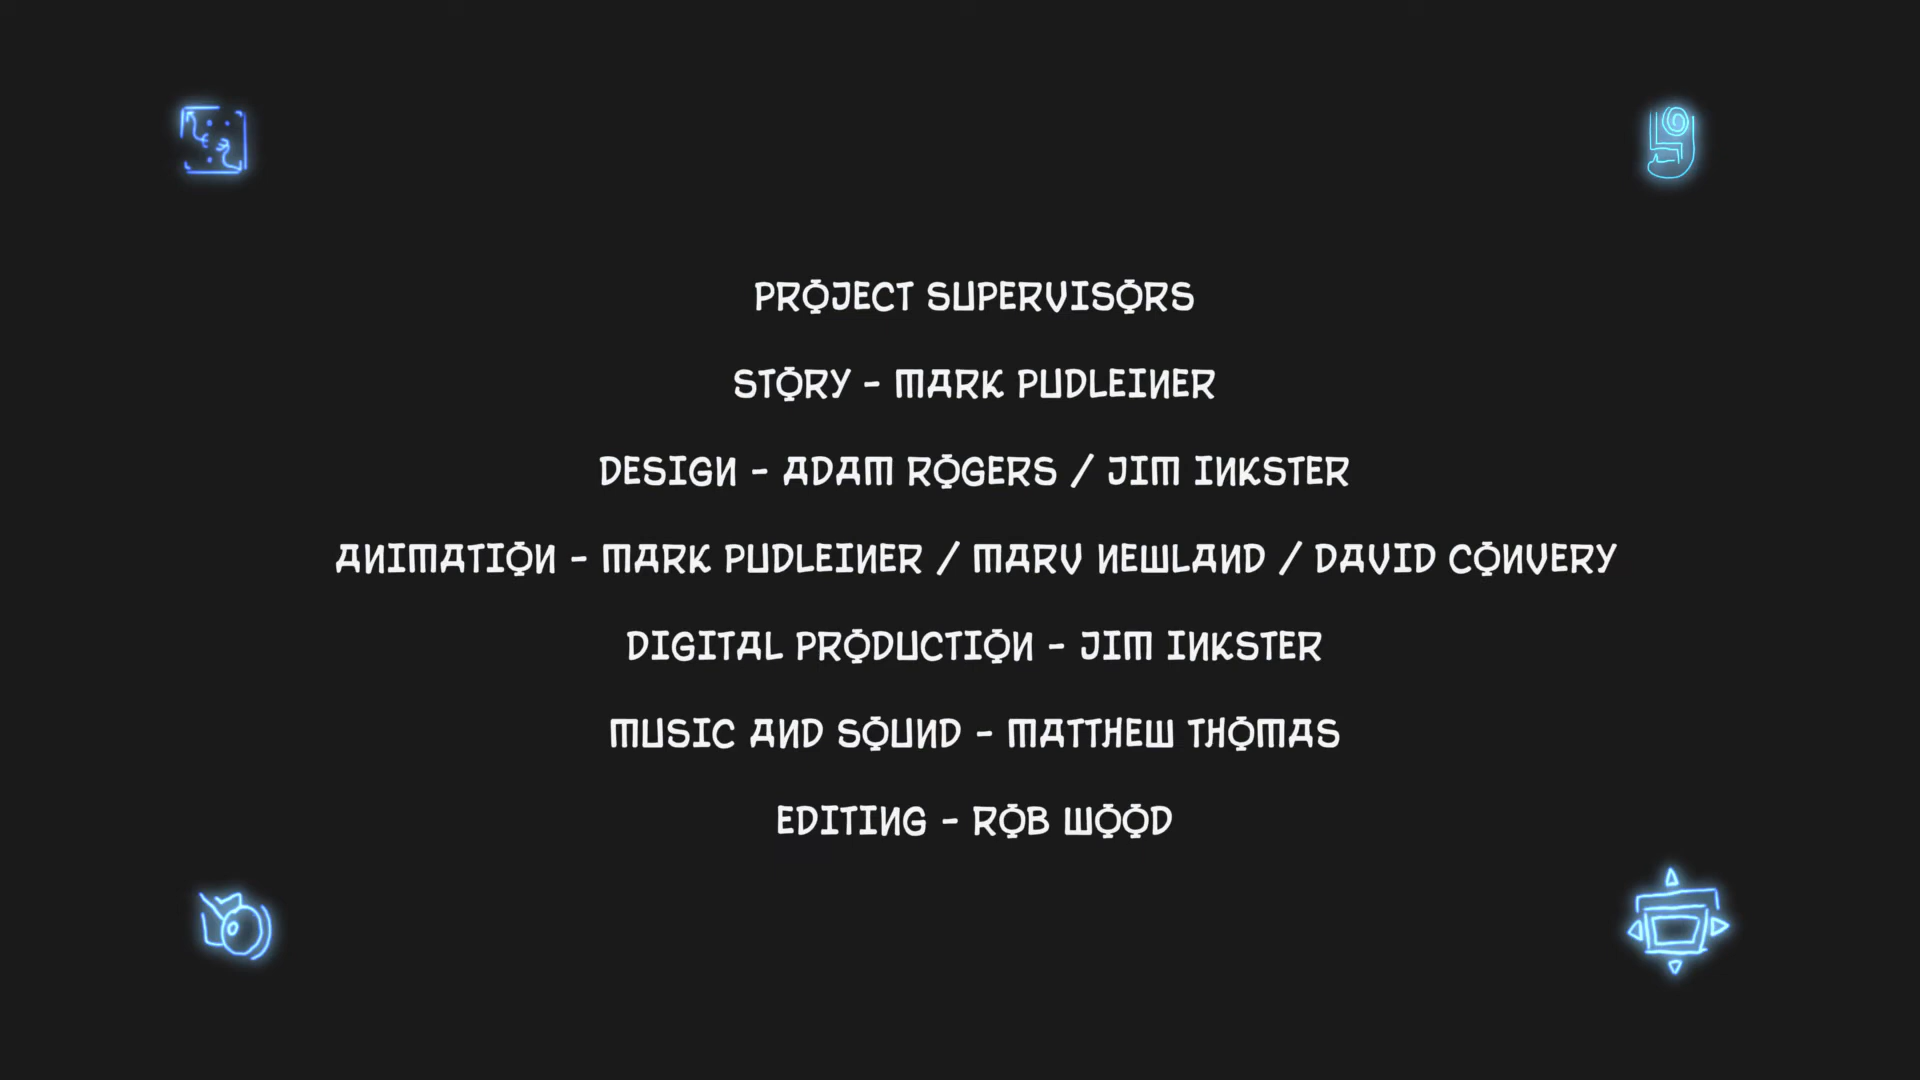 PROJECT SUPERVISORS
STORY - MARK PUDLEINER
DESIGN - ADAM ROGERS / JIM INKSTER
ANIMATION - MARK PUDLEINER / MARV NEWLAND / DAVID CONVERY
DIGITAL PRODUCTION - JIM INKSTER
MUSIC AND SOUND - MATTHEW THOMAS
EDITING - ROB WOOD